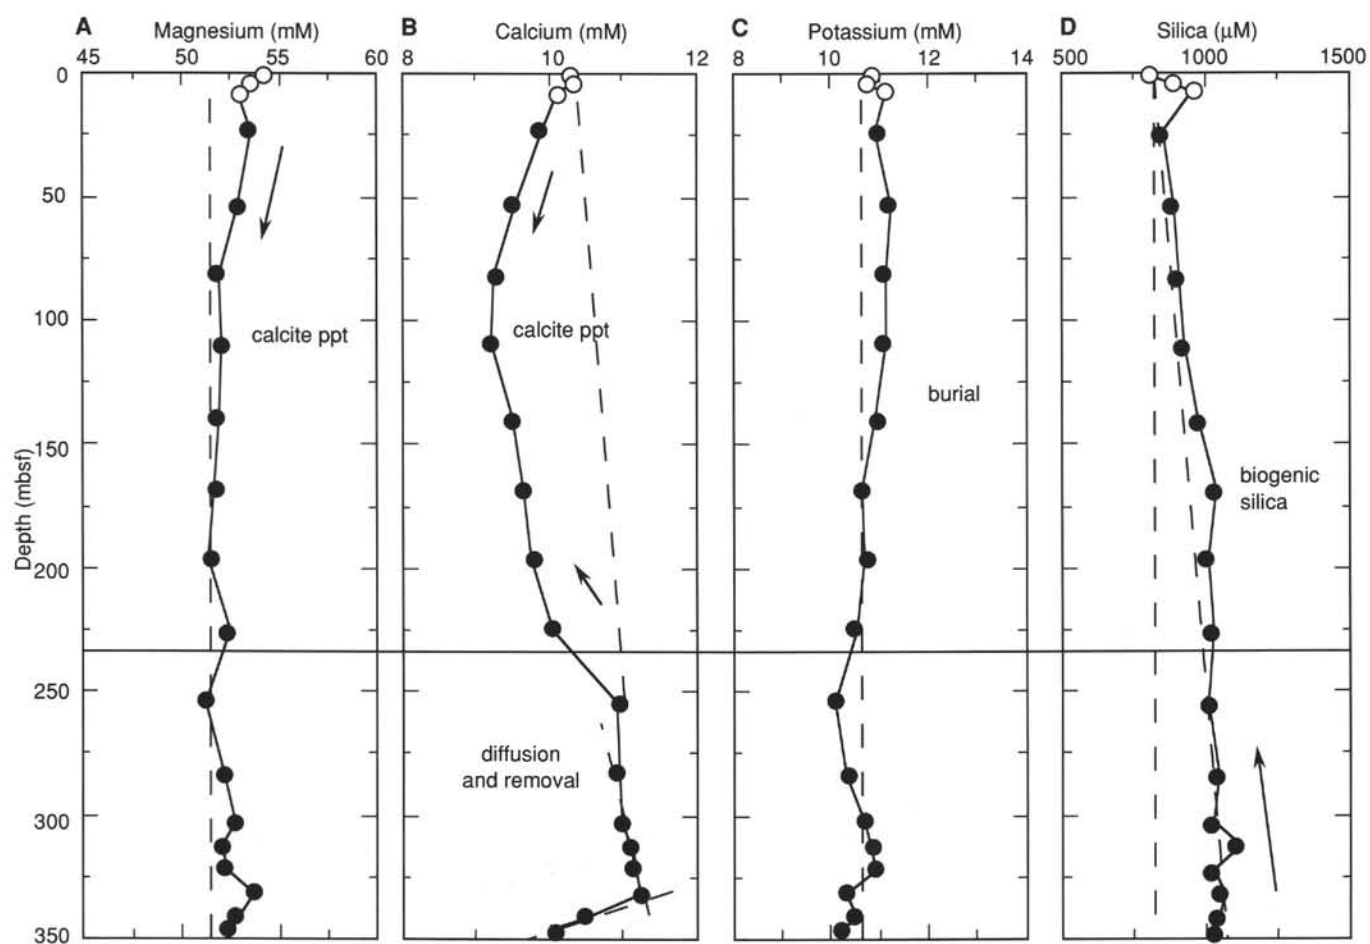 A Magnesium (mM) B Calcium (mM) C Potassium (mM) D Silica (μM)
45 50 55 60 8 10 12 8 10 12 14 500 1000 1500
0
50
100
150
200
250
300
350
Depth (mbsf)
calcite ppt
calcite ppt
diffusion
and removal
burial
biogenic
silica